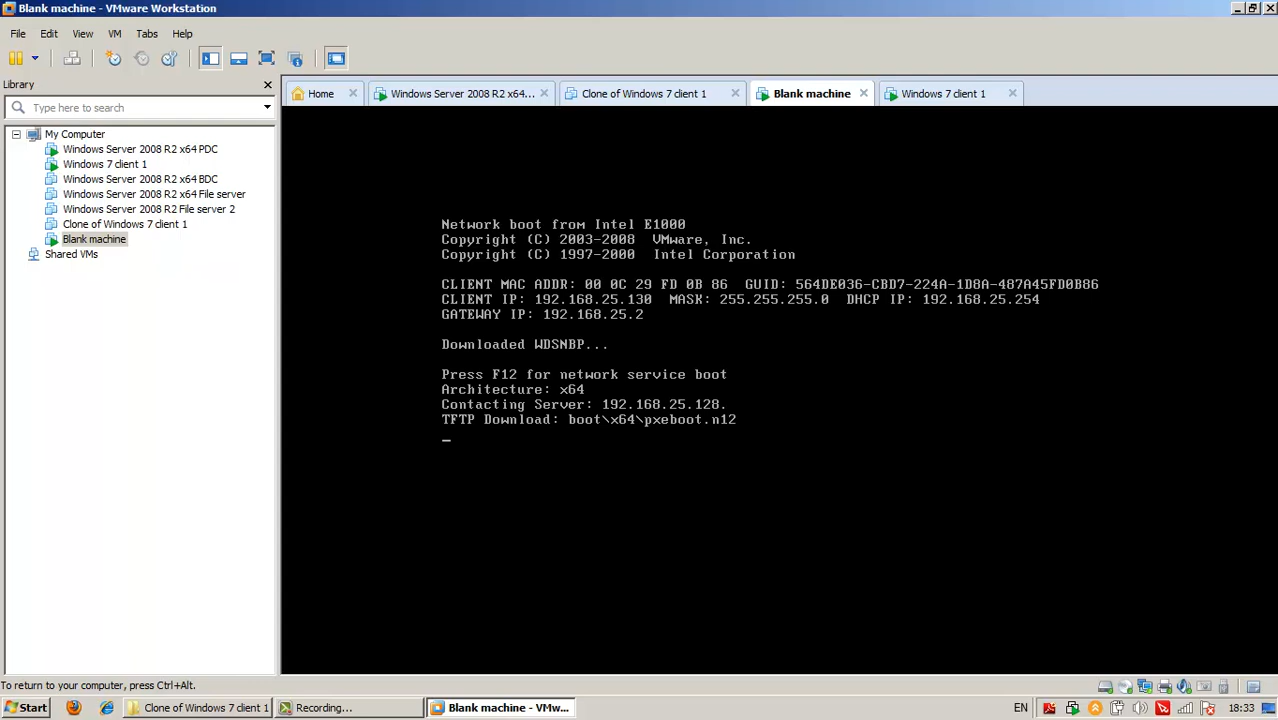 Blank machine - VMware Workstation
File Edit View VM Tabs Help
Library
Type here to search
My Computer
Windows Server 2008 R2 x64 PDC
Windows 7 client 1
Windows Server 2008 R2 x64 BDC
Windows Server 2008 R2 x64 File server
Windows Server 2008 R2 File server 2
Clone of Windows 7 client 1
Blank machine
Shared VMs
Home Windows Server 2008 R2 x64... Clone of Windows 7 client 1 Blank machine Windows 7 client 1
Network boot from Intel E1000
Copyright (C) 2003-2008 VMware, Inc.
Copyright (C) 1997-2000 Intel Corporation
CLIENT MAC ADDR: 00 0C 29 FD 0B 86 GUID: 564DE036-CBD7-224A-1D8A-487A45FD0B86
CLIENT IP: 192.168.25.130 MASK: 255.255.255.0 DHCP IP: 192.168.25.254
GATEWAY IP: 192.168.25.2
Downloaded WDSNBP...
Press F12 for network service boot
Architecture: x64
Contacting Server: 192.168.25.128.
TFTP Download: boot\x64\pxeboot.n12
To return to your computer, press Ctrl+Alt.
Start Clone of Windows 7 client 1 Recording... Blank machine - VMw... EN 18:33